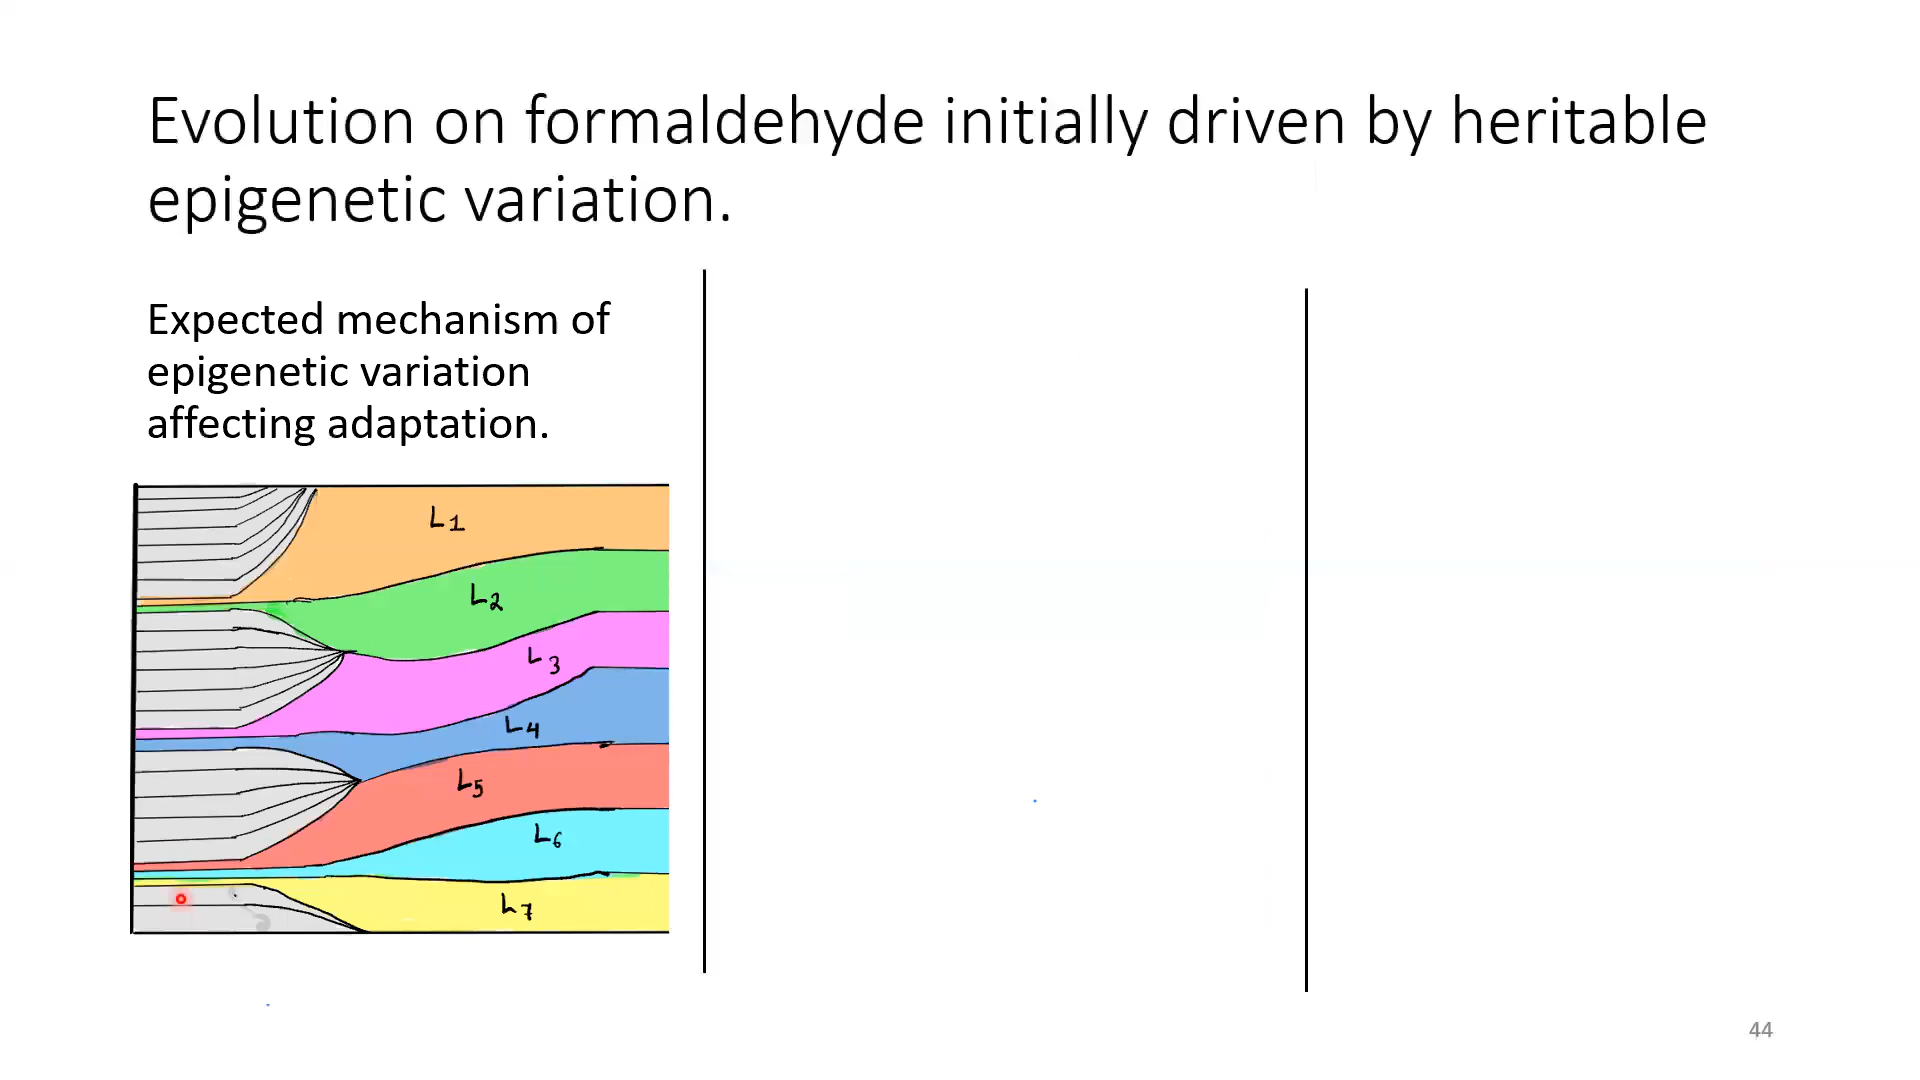 Evolution on formaldehyde initially driven by heritable
epigenetic variation.
Expected mechanism of
epigenetic variation
affecting adaptation.
L1
L2
L3
L4
L5
L6
L7
44